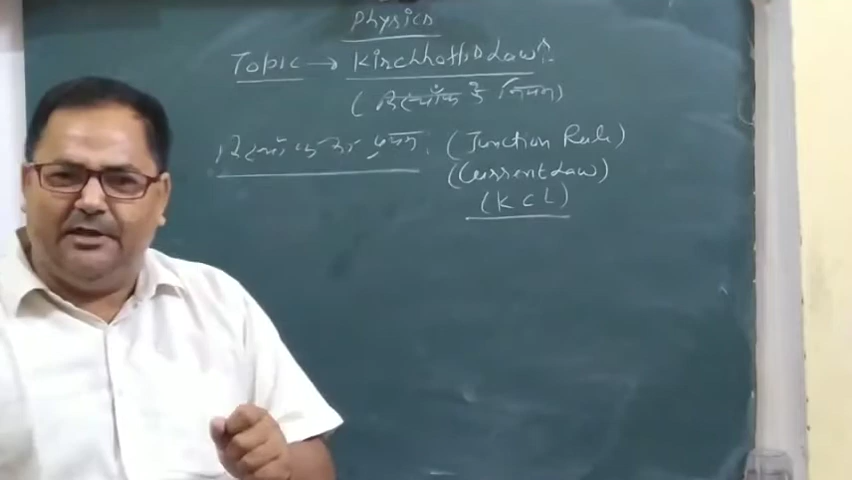 Physics
Topic → Kirchhoff's Law's
(किरचॉफ के नियम)
किरचॉफ का प्रथम (Junction Rule)
(Current Law)
(KCL)